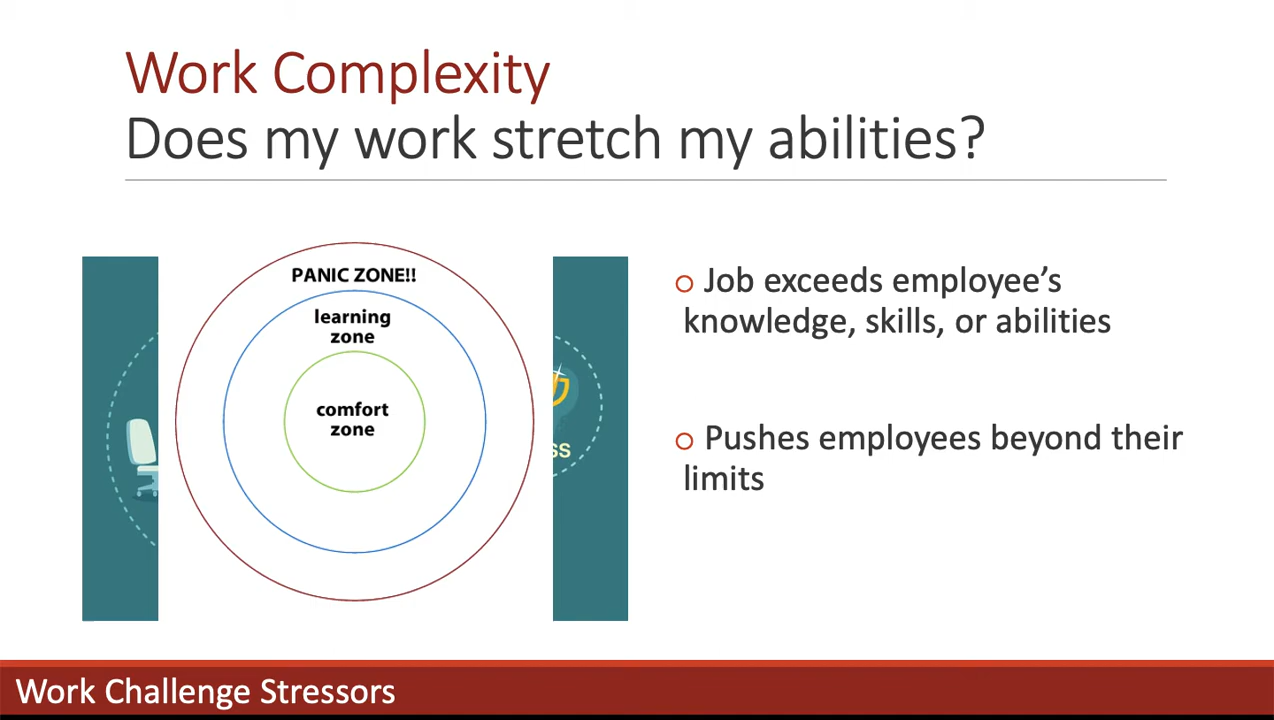 Work Complexity
Does my work stretch my abilities?
PANIC ZONE!!
learning
zone
comfort
zone
SS
o Job exceeds employee’s
knowledge, skills, or abilities
o Pushes employees beyond their
limits
Work Challenge Stressors